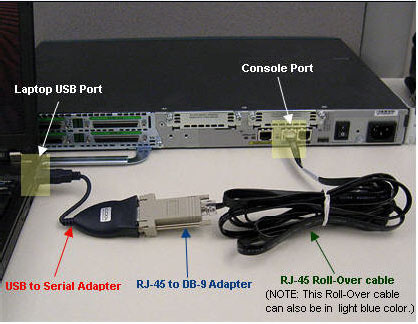 Console Port
Laptop USB Port
USB to Serial Adapter
RJ-45 to DB-9 Adapter
RJ-45 Roll-Over cable
(NOTE: This Roll-Over cable
can also be in light blue color.)